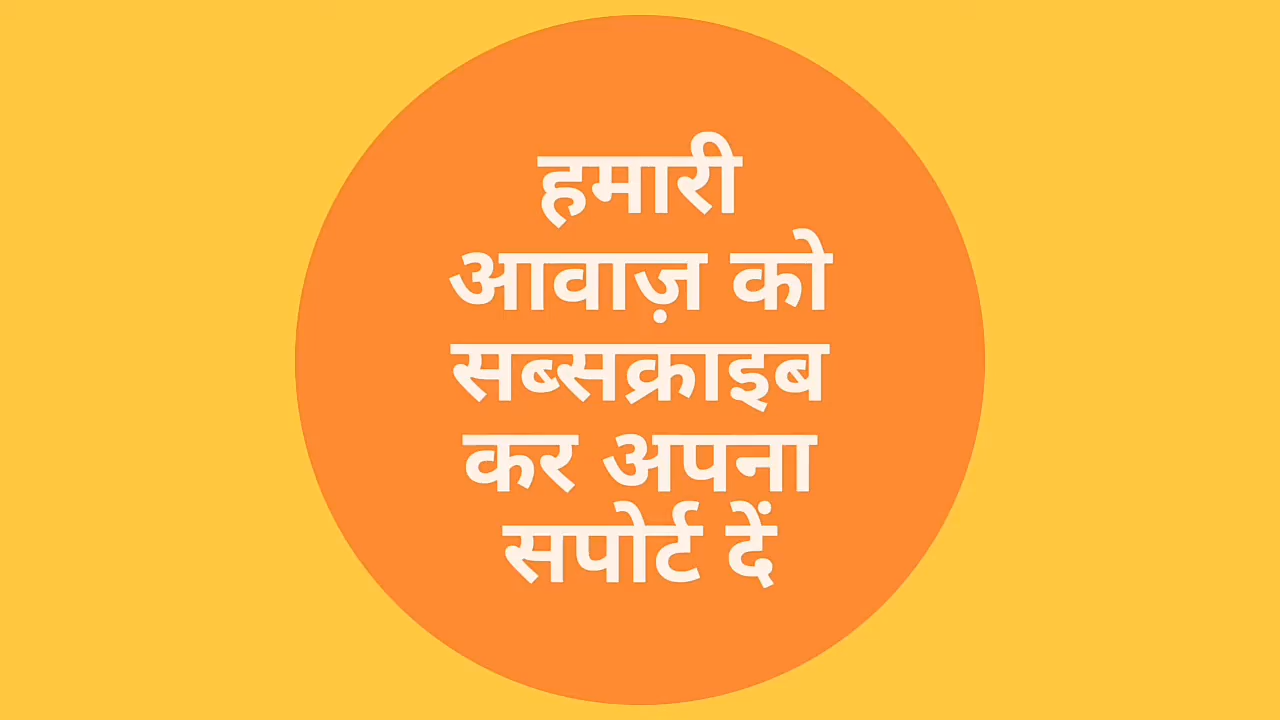 हमारी
आवाज़ को
सब्सक्राइब
कर अपना
सपोर्ट दें